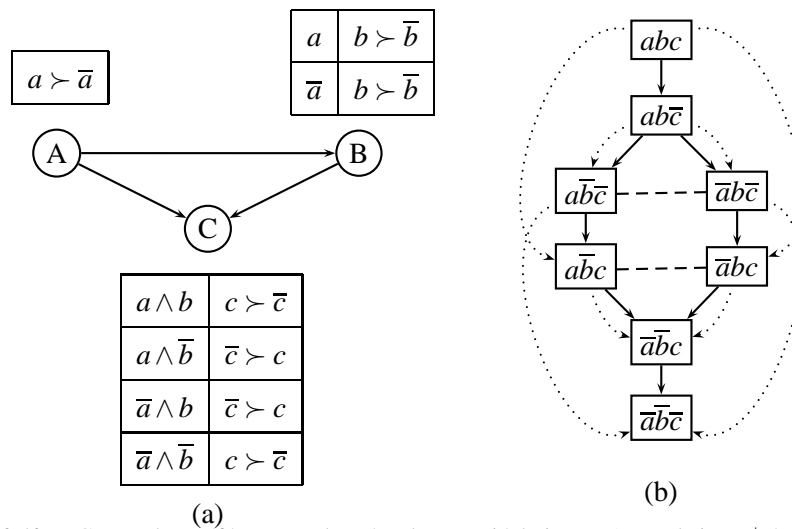 a ≻ a̅
a b ≻ b̅
a̅ b ≻ b̅
A
B
C
a ∧ b c ≻ c̅
a ∧ b̅ c̅ ≻ c
a̅ ∧ b c̅ ≻ c
a̅ ∧ b̅ c ≻ c̅
(a)
abc
abc̅
ab̅c̅ a̅bc̅
ab̅c a̅bc
a̅b̅c
a̅b̅c̅
(b)